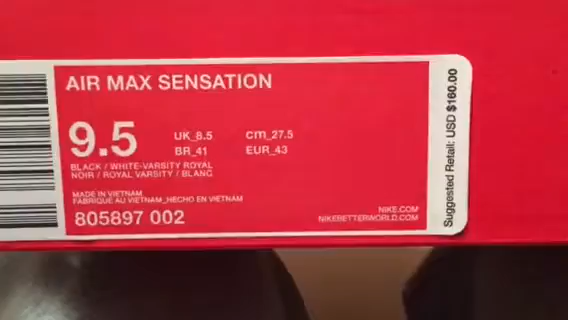 AIR MAX SENSATION
9.5
UK_8.5 cm_27.5
BR_41 EUR_43
BLACK / WHITE-VARSITY ROYAL
NOIR / ROYAL VARSITY / BLANC
MADE IN VIETNAM
FABRIQUÉ AU VIETNAM_HECHO EN VIETNAM
805897 002
NIKE.COM
NIKEBETTERWORLD.COM
Suggested Retail: USD $160.00